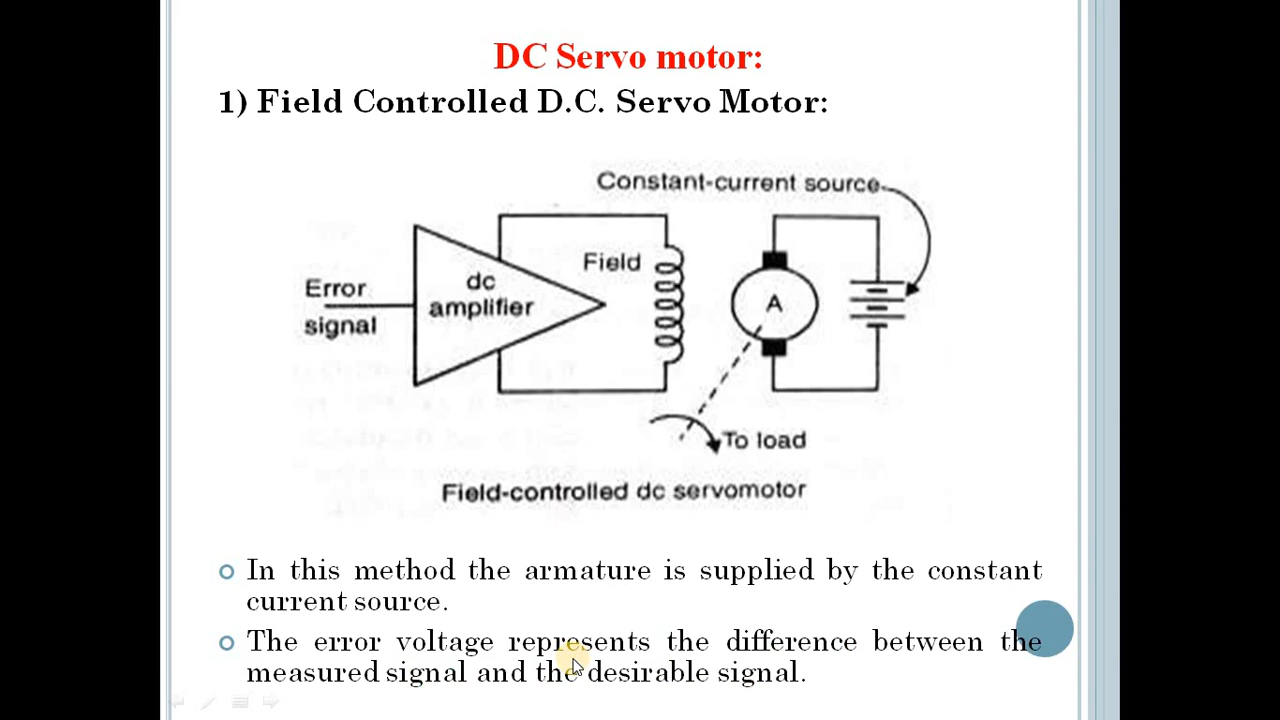 DC Servo motor:
1) Field Controlled D.C. Servo Motor:
Constant-current source
Field
dc
amplifier
Error
signal
A
To load
Field-controlled dc servomotor
In this method the armature is supplied by the constant
current source.
The error voltage represents the difference between the
measured signal and the desirable signal.